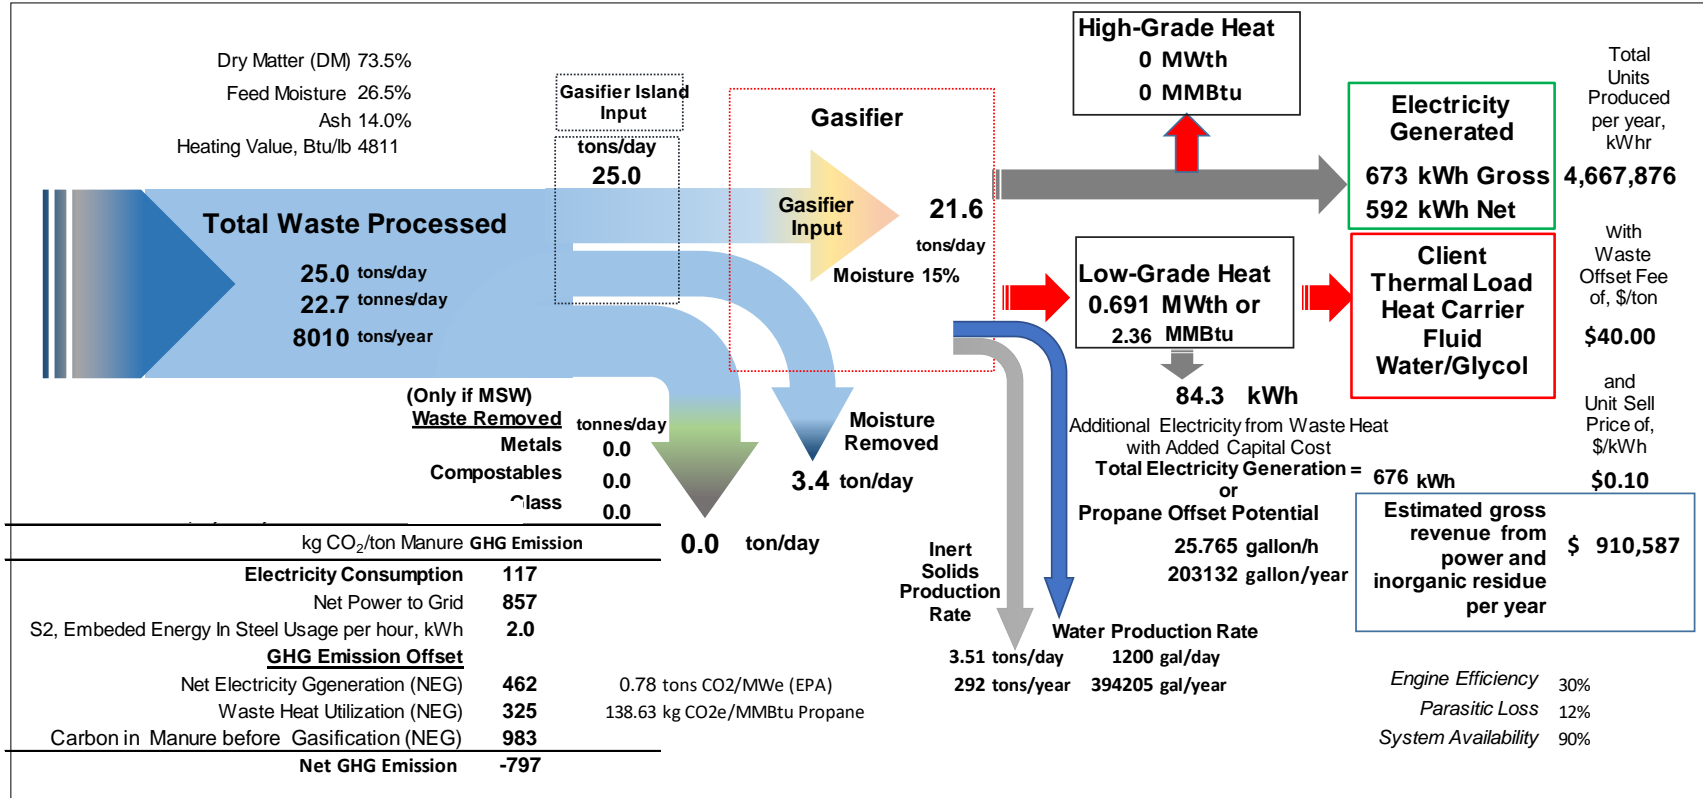 Dry Matter (DM) 73.5%
Feed Moisture 26.5%
Ash 14.0%
Heating Value, Btu/lb 4811
Total Waste Processed
25.0 tons/day
22.7 tonnes/day
8010 tons/year
Gasifier Island
Input
tons/day
25.0
Gasifier
Gasifier
Input
21.6
tons/day
Moisture 15%
High-Grade Heat
0 MWth
0 MMBtu
Electricity
Generated
673 kWh Gross
592 kWh Net
Total
Units
Produced
per year,
kWhr
4,667,876
Low-Grade Heat
0.691 MWth or
2.36 MMBtu
Client
Thermal Load
Heat Carrier
Fluid
Water/Glycol
With
Waste
Offset Fee
of, $/ton
$40.00
and
Unit Sell
Price of,
$/kWh
$0.10
84.3 kWh
Additional Electricity from Waste Heat
with Added Capital Cost
Total Electricity Generation = 676 kWh
or
Propane Offset Potential
25.765 gallon/h
203132 gallon/year
Estimated gross
revenue from
power and
inorganic residue
per year
$ 910,587
(Only if MSW)
Waste Removed tonnes/day
Metals 0.0
Compostables 0.0
0.0
Moisture
Removed
3.4 ton/day
0.0 ton/day
Inert
Solids
Production
Rate
3.51 tons/day
292 tons/year
Water Production Rate
1200 gal/day
394205 gal/year
kg CO2/ton Manure GHG Emission
Electricity Consumption 117
Net Power to Grid 857
S2, Embeded Energy In Steel Usage per hour, kWh 2.0
GHG Emission Offset
Net Electricity Ggeneration (NEG) 462 0.78 tons CO2/MWe (EPA)
Waste Heat Utilization (NEG) 325 138.63 kg CO2e/MMBtu Propane
Carbon in Manure before Gasification (NEG) 983
Net GHG Emission -797
Engine Efficiency 30%
Parasitic Loss 12%
System Availability 90%